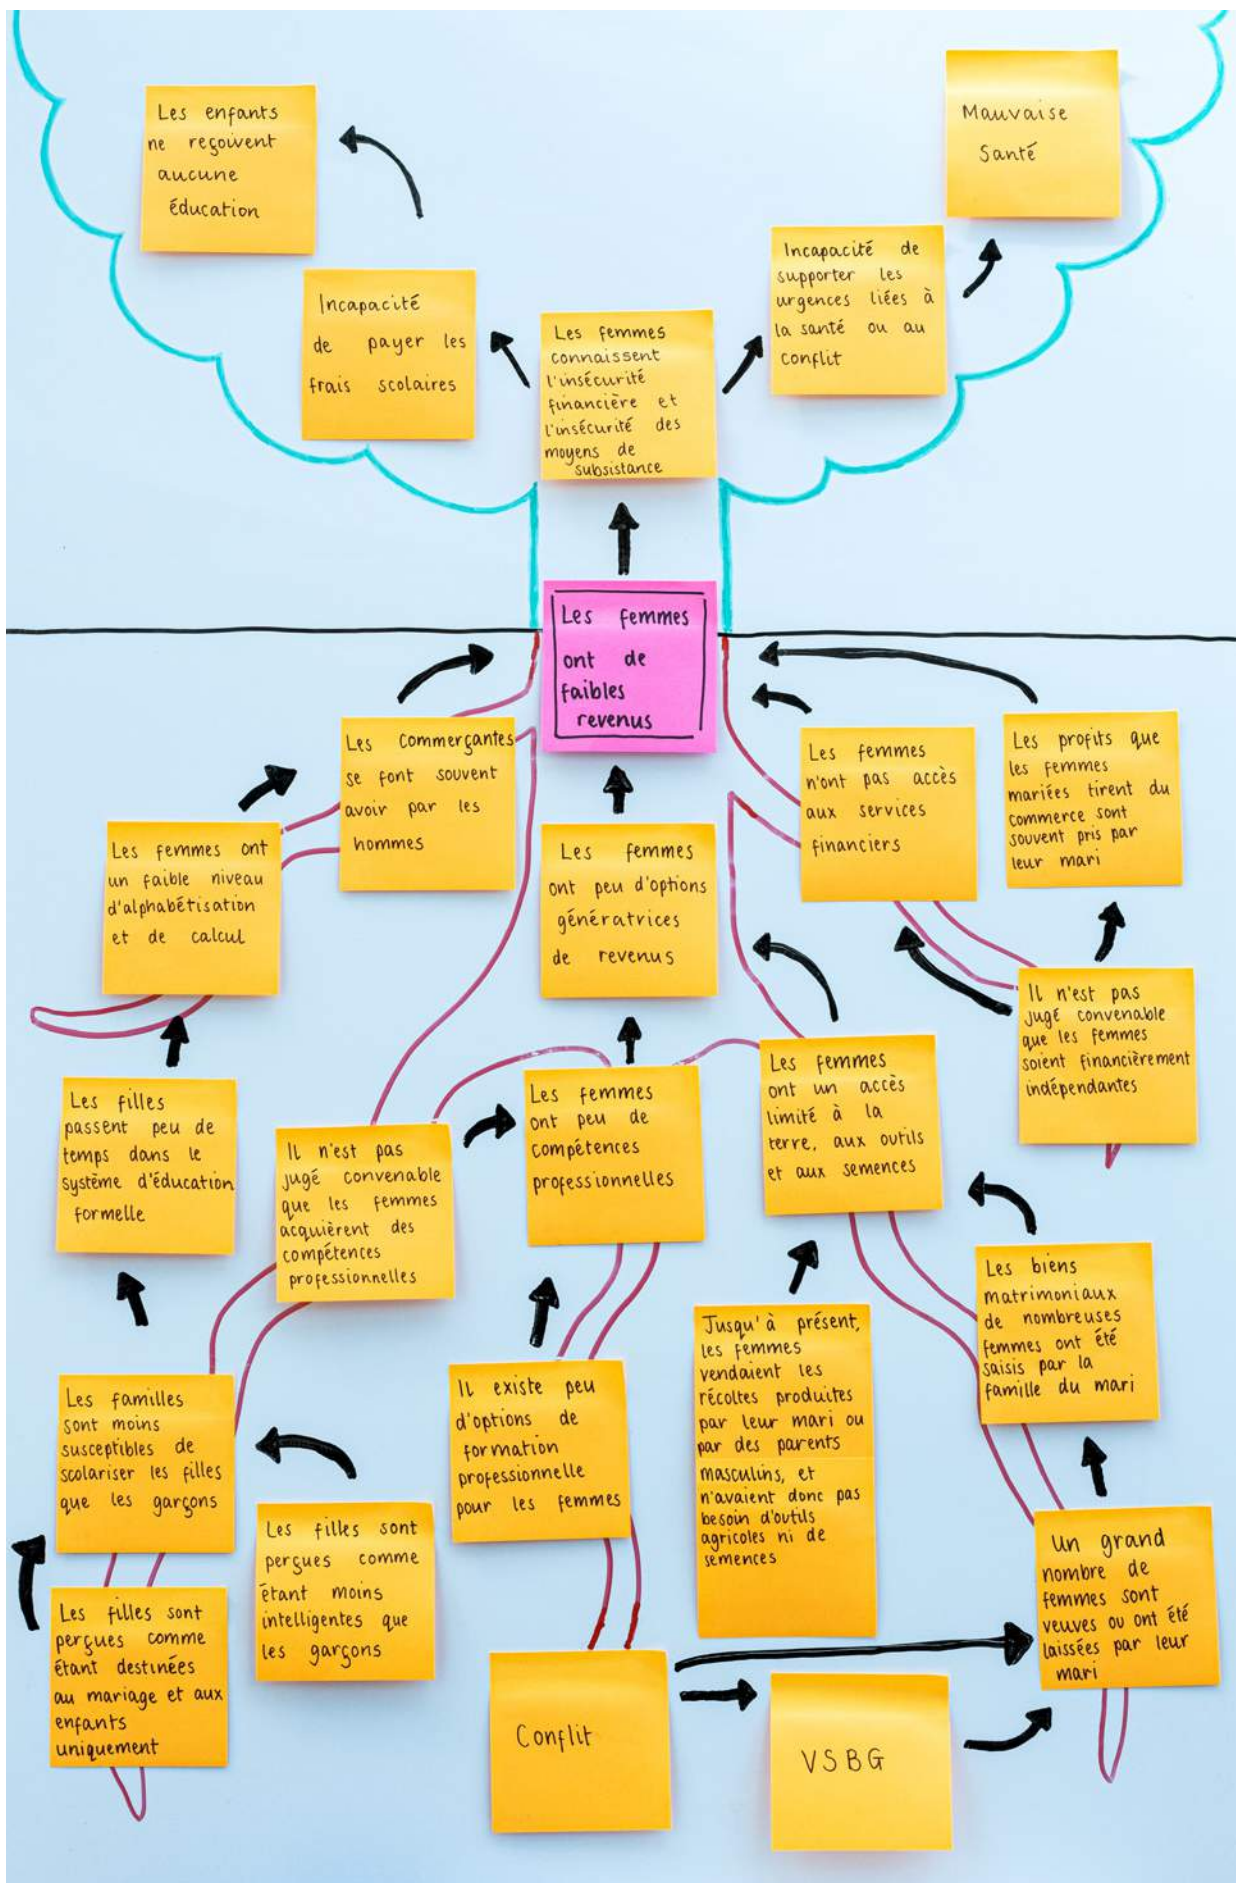 Les enfants
ne reçoivent
aucune
éducation
Mauvaise
Santé
Incapacité
de payer les
frais scolaires
Les femmes
connaissent
l'insécurité
financière et
l'insécurité des
moyens de
subsistance
Incapacité de
supporter les
urgences liées à
la santé ou au
conflit
Les femmes
ont de
faibles
revenus
Les commerçantes
se font souvent
avoir par les
hommes
Les femmes
n'ont pas accès
aux services
financiers
Les profits que
les femmes
mariées tirent du
commerce sont
souvent pris par
leur mari
Les femmes ont
un faible niveau
d'alphabétisation
et de calcul
Les femmes
ont peu d'options
génératrices
de revenus
Il n'est pas
jugé convenable
que les femmes
soient financièrement
indépendantes
Les filles
passent peu de
temps dans le
système d'éducation
formelle
Il n'est pas
jugé convenable
que les femmes
acquièrent des
compétences
professionnelles
Les femmes
ont peu de
compétences
professionnelles
Les femmes
ont un accès
limité à la
terre, aux outils
et aux semences
Les biens
matrimoniaux
de nombreuses
femmes ont été
saisis par la
famille du mari
Les familles
sont moins
susceptibles de
scolariser les filles
que les garçons
Les filles sont
perçues comme
étant moins
intelligentes que
les garçons
Il existe peu
d'options de
formation
professionnelle
pour les femmes
Jusqu'à présent,
les femmes
vendaient les
récoltes produites
par leur mari ou
par des parents
masculins, et
n'avaient donc pas
besoin d'outils
agricoles ni de
semences
Un grand
nombre de
femmes sont
veuves ou ont été
laissées par leur
mari
Les filles sont
perçues comme
étant destinées
au mariage et aux
enfants
uniquement
Conflit
VSBG